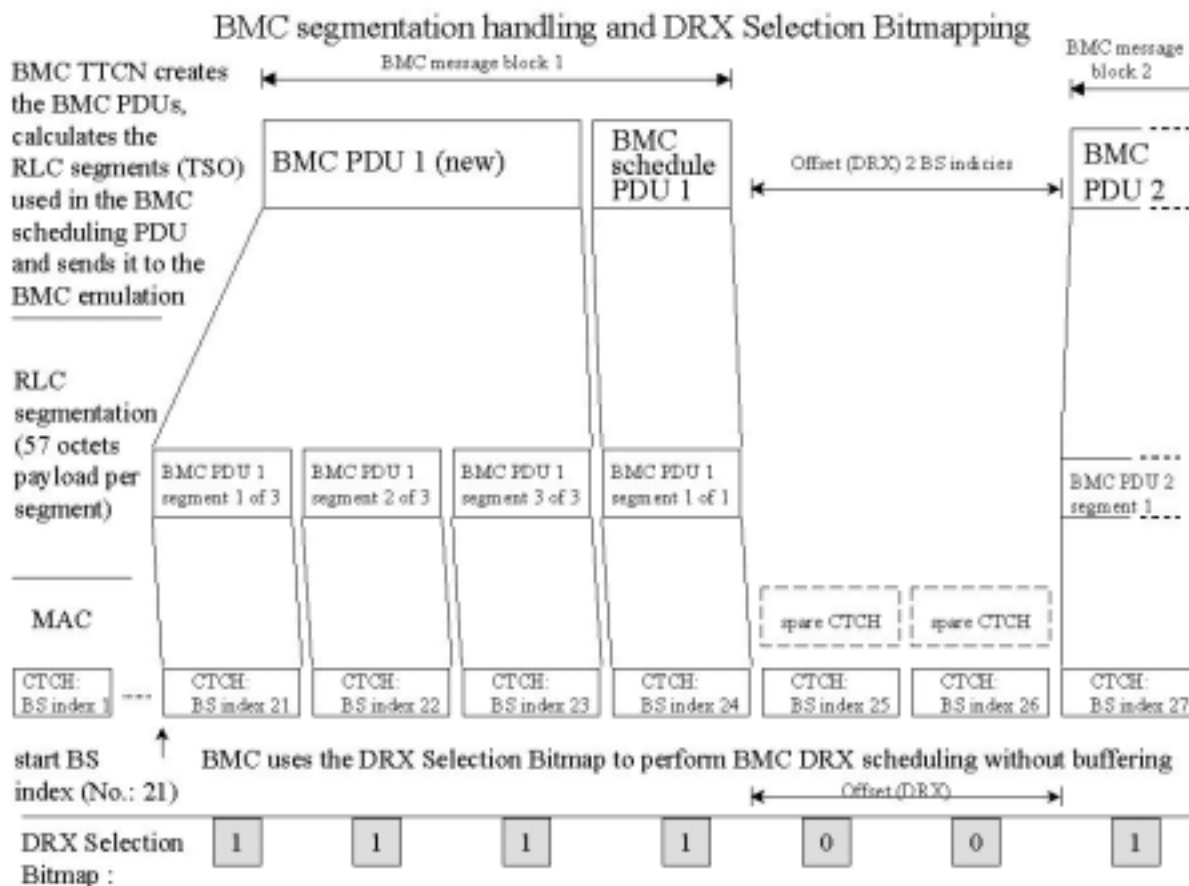 BMC segmentation handling and DRX Selection Bitmapping
BMC message block 1
BMC message
block 2
BMC TTCN creates
the BMC PDUs,
calculates the
RLC segments (TSO)
used in the BMC
scheduling PDU
and sends it to the
BMC emulation
BMC PDU 1 (new)
BMC
schedule
PDU 1
Offset (DRX) 2 BS indicies
BMC
PDU 2
RLC
segmentation
(57 octets
payload per
segment)
BMC PDU 1
segment 1 of 3
BMC PDU 1
segment 2 of 3
BMC PDU 1
segment 3 of 3
BMC PDU 1
segment 1 of 1
BMC PDU 2
segment 1
MAC
spare CTCH
spare CTCH
CTCH:
BS index 1
CTCH:
BS index 21
CTCH:
BS index 22
CTCH:
BS index 23
CTCH:
BS index 24
CTCH:
BS index 25
CTCH:
BS index 26
CTCH:
BS index 27
start BS
index (No.: 21)
BMC uses the DRX Selection Bitmap to perform BMC DRX scheduling without buffering
Offset (DRX)
DRX Selection
Bitmap :
1
1
1
1
0
0
1